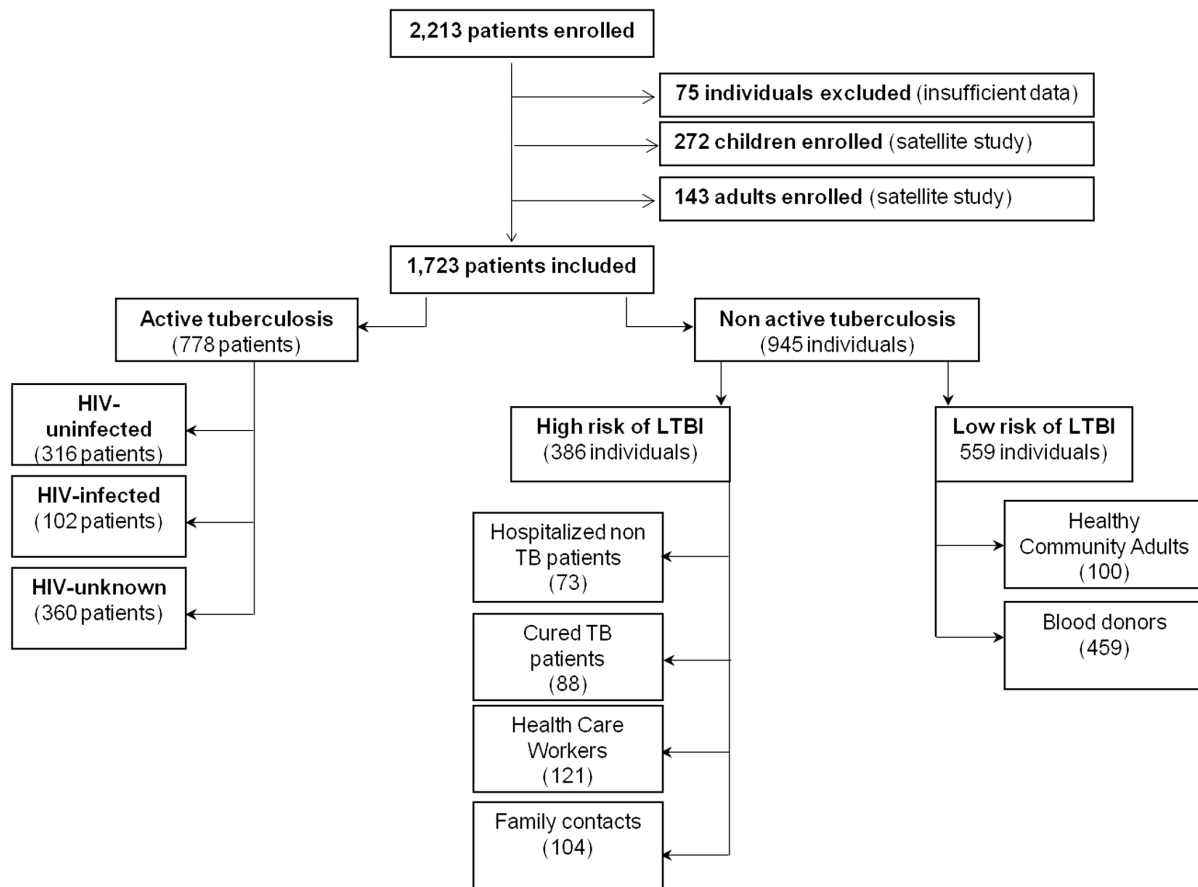 2,213 patients enrolled
75 individuals excluded (insufficient data)
272 children enrolled (satellite study)
143 adults enrolled (satellite study)
1,723 patients included
Active tuberculosis
(778 patients)
Non active tuberculosis
(945 individuals)
HIV-
uninfected
(316 patients)
HIV-infected
(102 patients)
HIV-unknown
(360 patients)
High risk of LTBI
(386 individuals)
Hospitalized non
TB patients
(73)
Cured TB
patients
(88)
Health Care
Workers
(121)
Family contacts
(104)
Low risk of LTBI
559 individuals)
Healthy
Community Adults
(100)
Blood donors
(459)